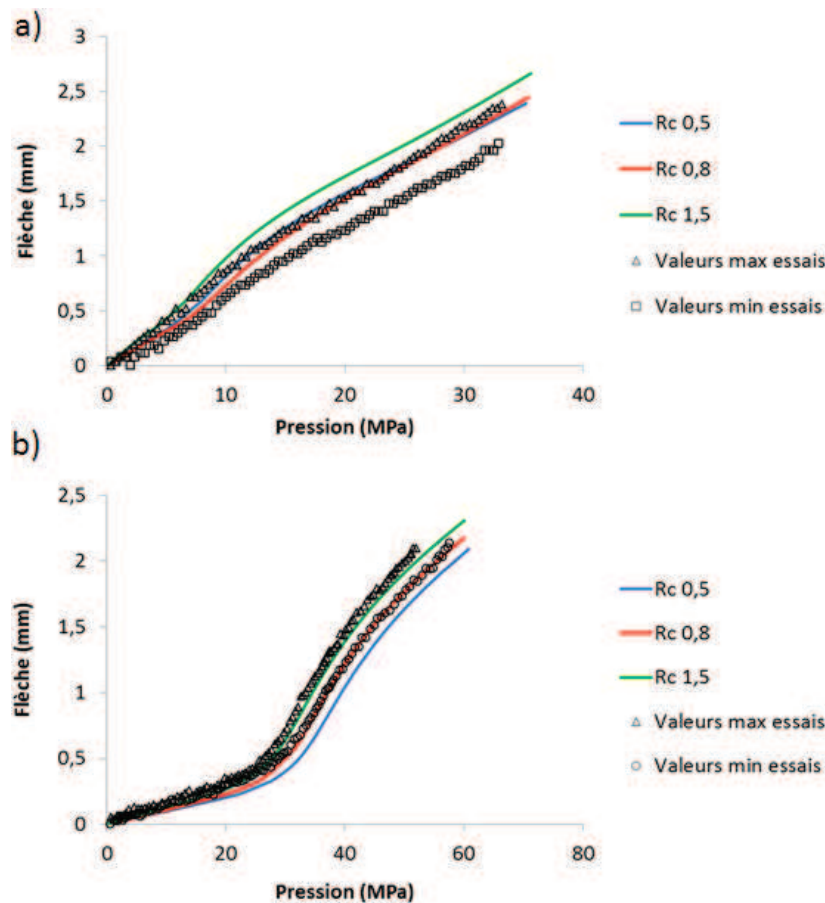 a)
3
2,5
2
1,5
1
0,5
0
Flèche (mm)
0 10 20 30 40
Pression (MPa)
Rc 0,5
Rc 0,8
Rc 1,5
Valeurs max essais
Valeurs min essais
b)
2,5
2
1,5
1
0,5
0
Flèche (mm)
0 20 40 60 80
Pression (MPa)
Rc 0,5
Rc 0,8
Rc 1,5
Valeurs max essais
Valeurs min essais